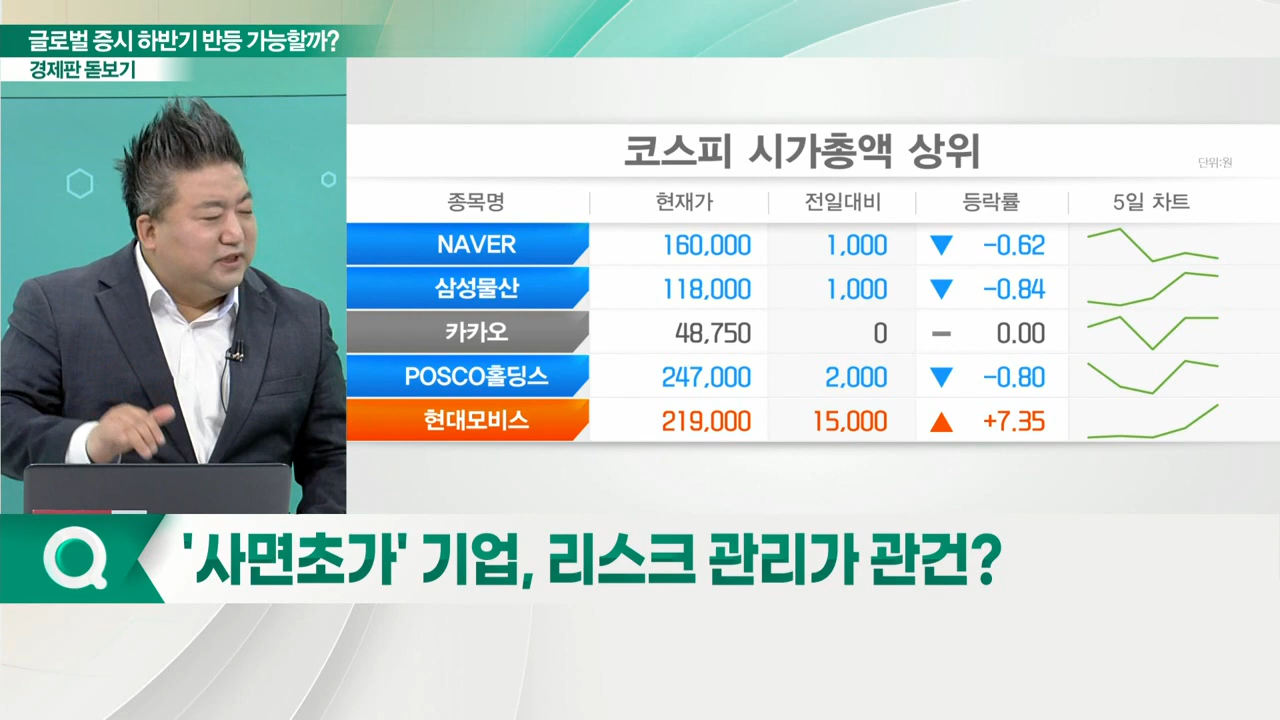 글로벌 증시 하반기 반등 가능할까?
경제판 돋보기
코스피 시가총액 상위
단위:원
종목명 현재가 전일대비 등락률 5일 차트
NAVER 160,000 1,000 ▼ -0.62
삼성물산 118,000 1,000 ▼ -0.84
카카오 48,750 0 - 0.00
POSCO홀딩스 247,000 2,000 ▼ -0.80
현대모비스 219,000 15,000 ▲ +7.35
'사면초가' 기업, 리스크 관리가 관건?